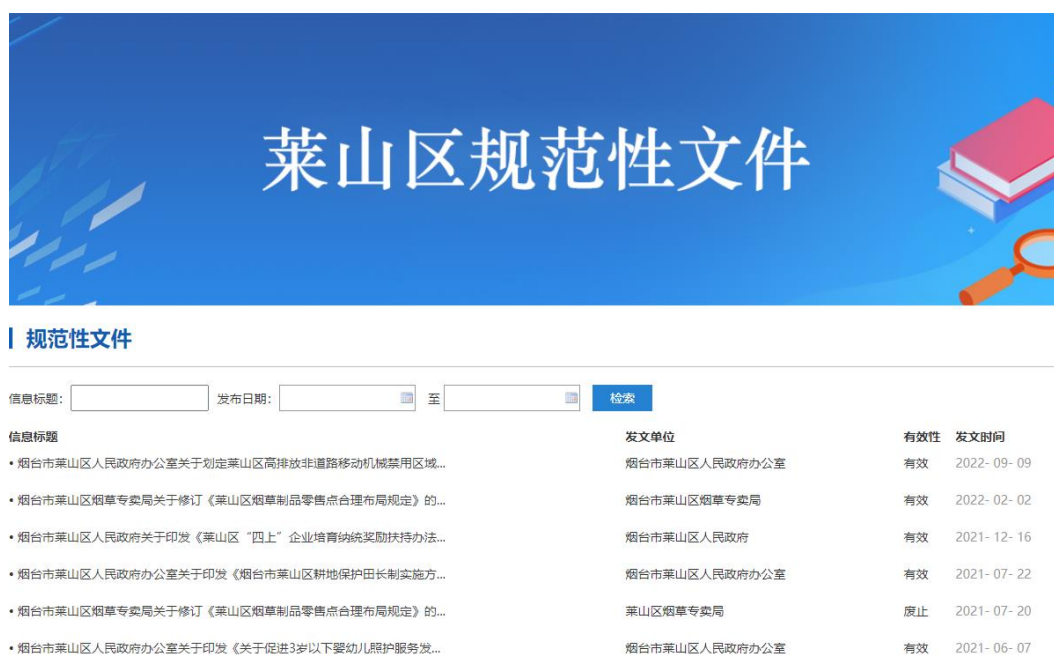 莱山区规范性文件
规范性文件
信息标题: 发布日期: 至 检索
信息标题 发文单位 有效性 发文时间
• 烟台市莱山区人民政府办公室关于划定莱山区高排放非道路移动机械禁用区域... 烟台市莱山区人民政府办公室 有效 2022-09-09
• 烟台市莱山区烟草专卖局关于修订《莱山区烟草制品零售点合理布局规定》的... 烟台市莱山区烟草专卖局 有效 2022-02-02
• 烟台市莱山区人民政府关于印发《莱山区“四上”企业培育纳统奖励扶持办法... 烟台市莱山区人民政府 有效 2021-12-16
• 烟台市莱山区人民政府办公室关于印发《烟台市莱山区耕地保护田长制实施方... 烟台市莱山区人民政府办公室 有效 2021-07-22
• 烟台市莱山区烟草专卖局关于修订《莱山区烟草制品零售点合理布局规定》的... 莱山区烟草专卖局 废止 2021-07-20
• 烟台市莱山区人民政府办公室关于印发《关于促进3岁以下婴幼儿照护服务发... 烟台市莱山区人民政府办公室 有效 2021-06-07